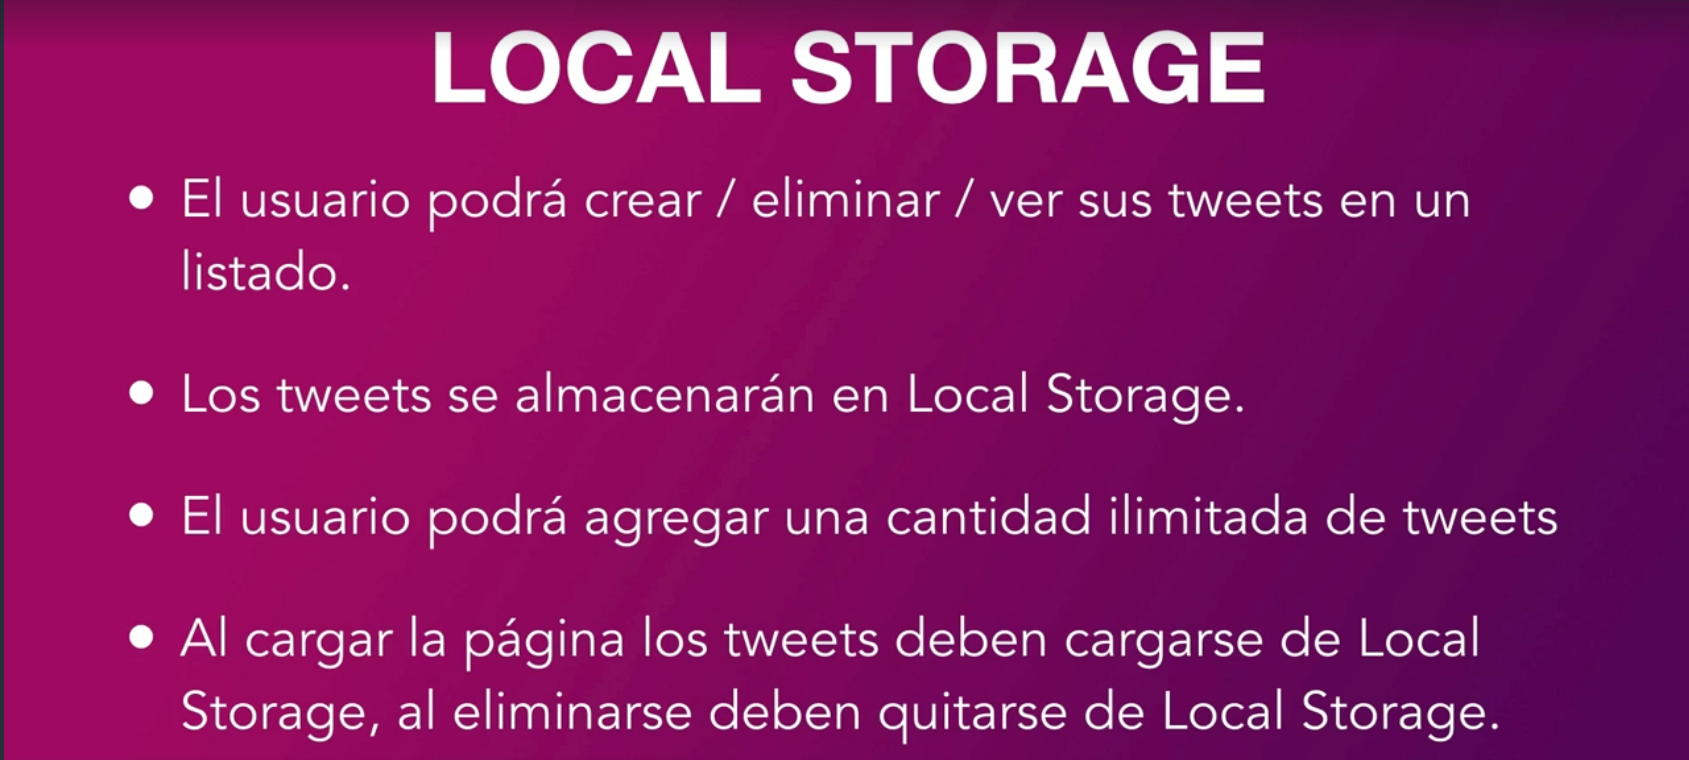 LOCAL STORAGE
• El usuario podrá crear / eliminar / ver sus tweets en un
listado.
• Los tweets se almacenarán en Local Storage.
• El usuario podrá agregar una cantidad ilimitada de tweets
• Al cargar la página los tweets deben cargarse de Local
Storage, al eliminarse deben quitarse de Local Storage.